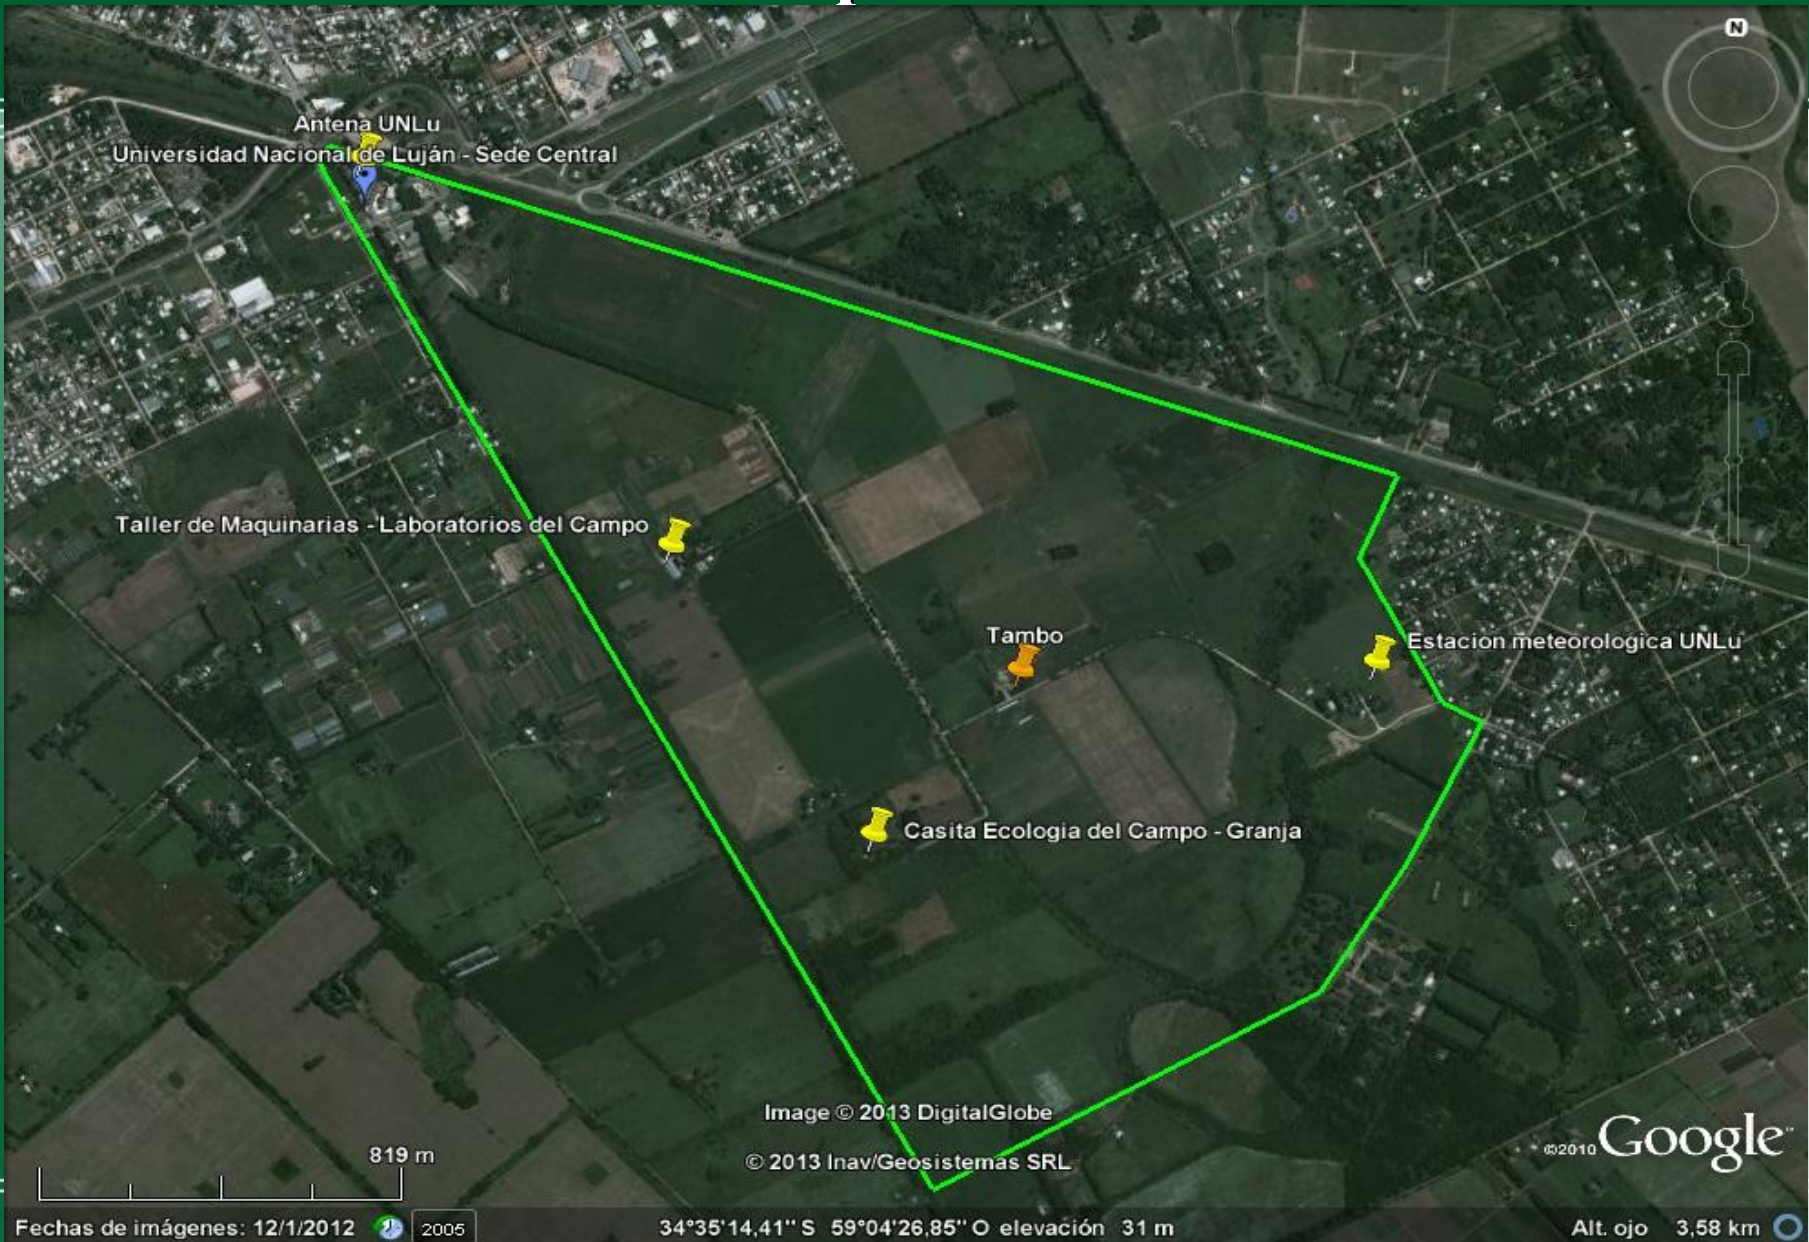 N
Antena UNLu
Universidad Nacional de Luján - Sede Central
Taller de Maquinarias - Laboratorios del Campo
Tambo
Estacion meteorologica UNLu
Casita Ecologia del Campo - Granja
Image © 2013 DigitalGlobe
© 2013 Inav/Geosistemas SRL
©2010 Google™
819 m
Fechas de imágenes: 12/1/2012 2005 34°35'14,41" S 59°04'26,85" O elevación 31 m Alt. ojo 3,58 km